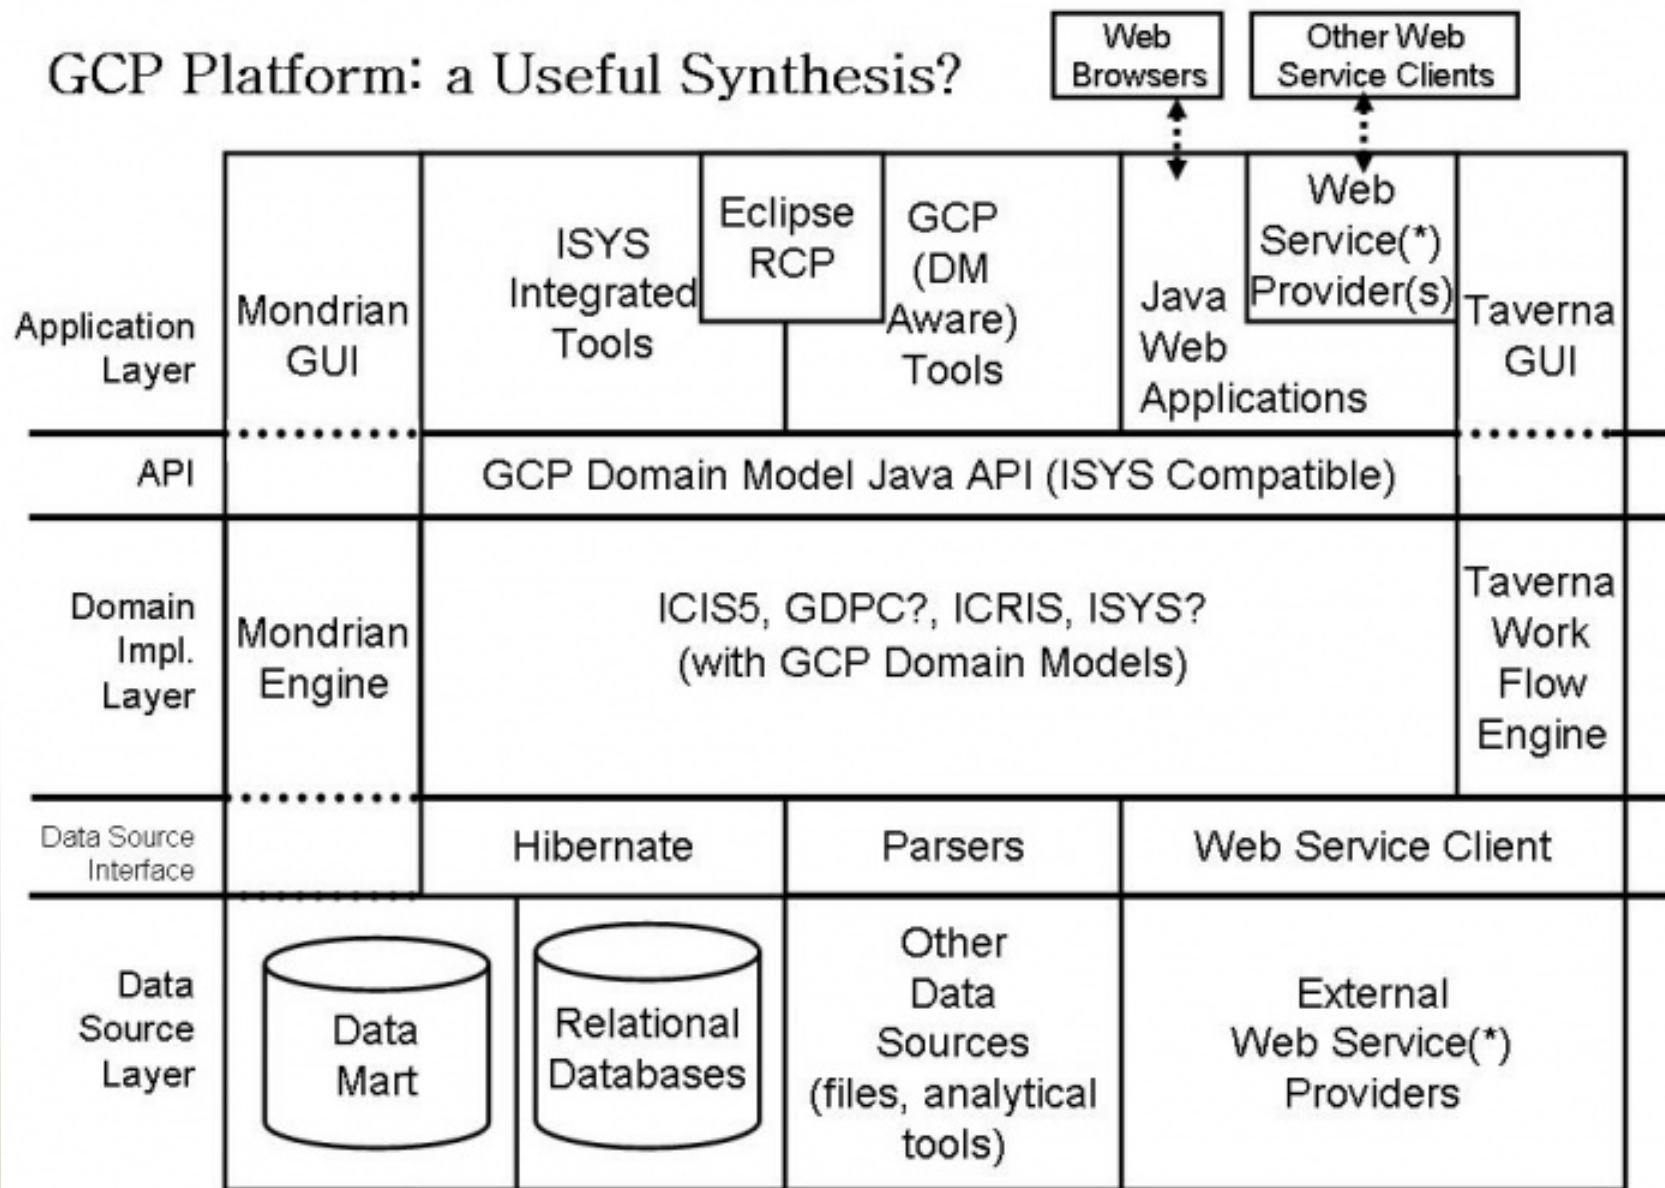 GCP Platform: a Useful Synthesis?
Web
Browsers
Other Web
Service Clients
Application
Layer
Mondrian
GUI
ISYS
Integrated
Tools
Eclipse
RCP
GCP
(DM
Aware)
Tools
Java
Web
Applications
Web
Service(*)
Provider(s)
Taverna
GUI
API
GCP Domain Model Java API (ISYS Compatible)
Domain
Impl.
Layer
Mondrian
Engine
ICIS5, GDPC?, ICRIS, ISYS?
(with GCP Domain Models)
Taverna
Work
Flow
Engine
Data Source
Interface
Hibernate
Parsers
Web Service Client
Data
Source
Layer
Data
Mart
Relational
Databases
Other
Data
Sources
(files, analytical
tools)
External
Web Service(*)
Providers